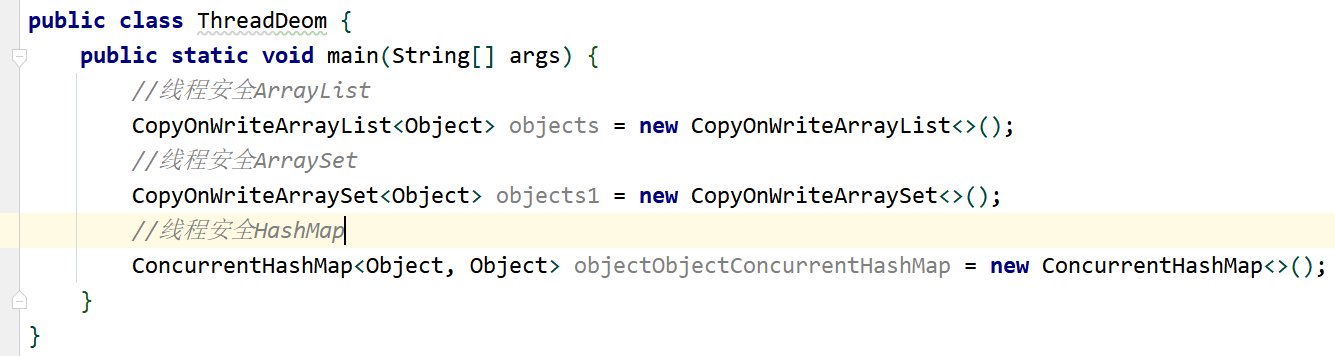 public class ThreadDeom {
public static void main(String[] args) {
//线程安全ArrayList
CopyOnWriteArrayList<Object> objects = new CopyOnWriteArrayList<>();
//线程安全ArraySet
CopyOnWriteArraySet<Object> objects1 = new CopyOnWriteArraySet<>();
//线程安全HashMap
ConcurrentHashMap<Object, Object> objectObjectConcurrentHashMap = new ConcurrentHashMap<>();
}
}